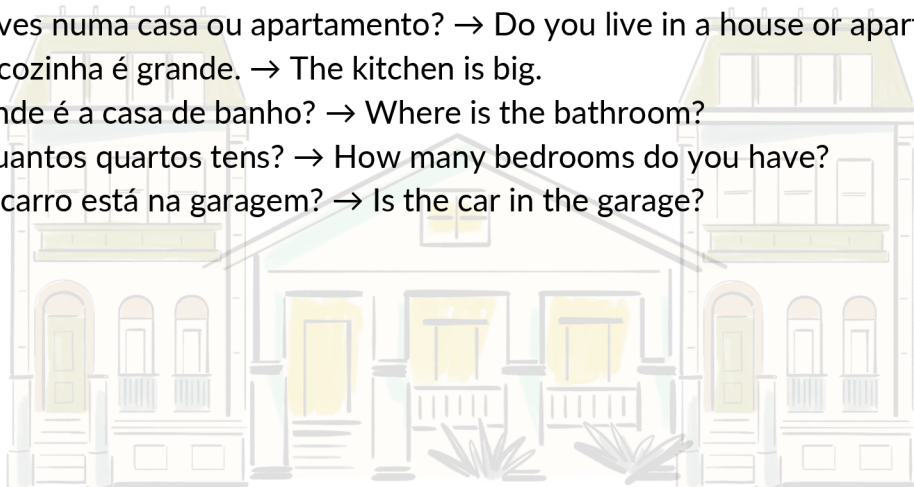 ves numa casa ou apartamento? → Do you live in a house or apar
cozinha é grande. → The kitchen is big.
nde é a casa de banho? → Where is the bathroom?
uantos quartos tens? → How many bedrooms do you have?
carro está na garagem? → Is the car in the garage?